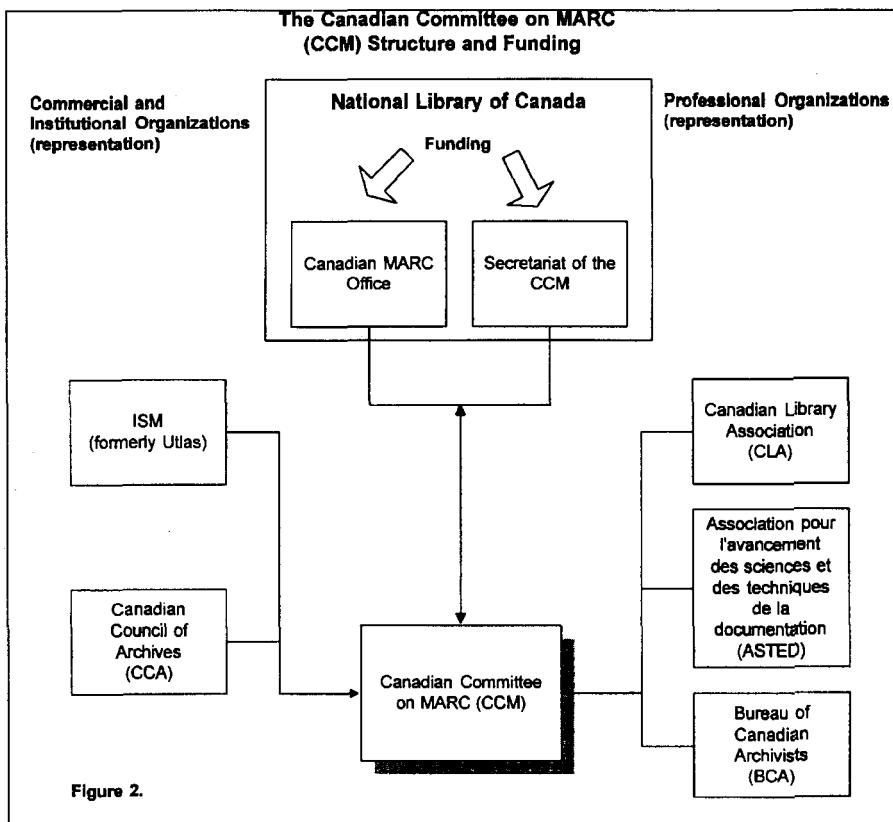 The Canadian Committee on MARC
(CCM) Structure and Funding
Commercial and
Institutional Organizations
(representation)
National Library of Canada
Professional Organizations
(representation)
Funding
Canadian MARC
Office
Secretariat of the
CCM
ISM
(formerly Utlas)
Canadian Library
Association
(CLA)
Association pour
l'avancement
des sciences et
des techniques
de la
documentation
(ASTED)
Canadian
Council of
Archives
(CCA)
Canadian Committee
on MARC (CCM)
Bureau of
Canadian
Archivists
(BCA)
Figure 2.